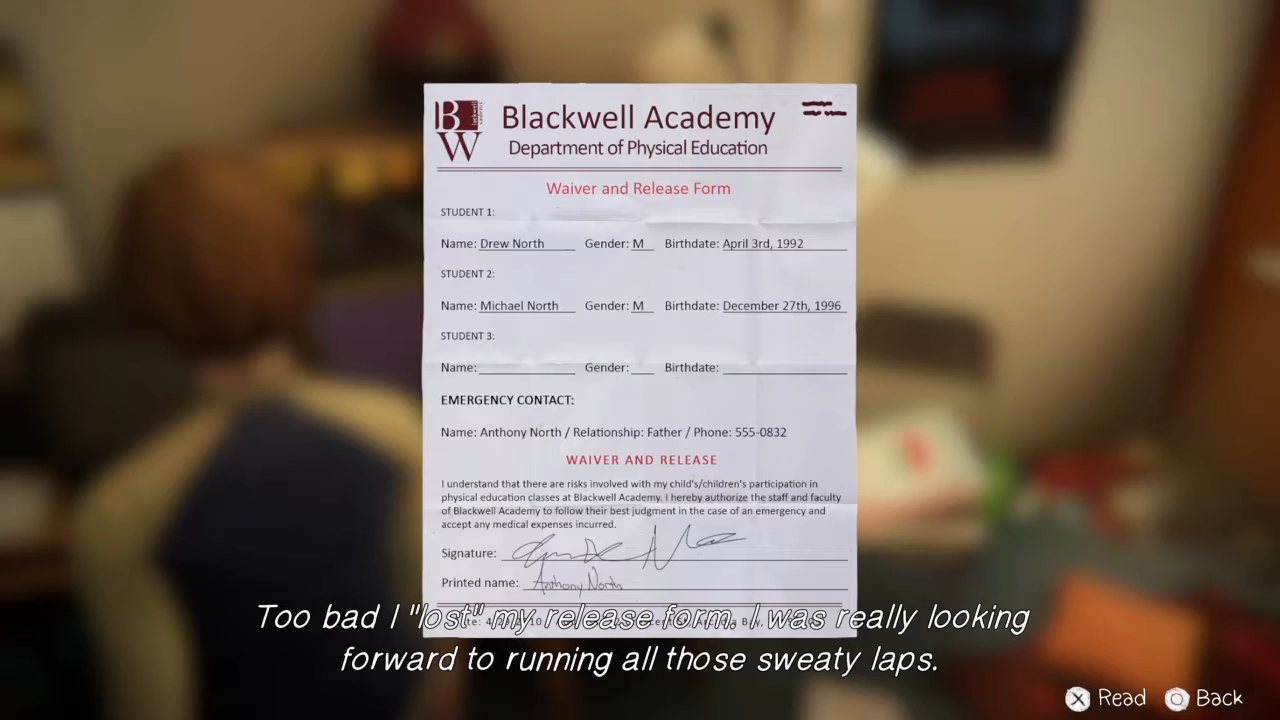 BW
Blackwell Academy
Department of Physical Education
Waiver and Release Form
STUDENT 1:
Name: Drew North Gender: M Birthdate: April 3rd, 1992
STUDENT 2:
Name: Michael North Gender: M Birthdate: December 27th, 1996
STUDENT 3:
Name: Gender: Birthdate:
EMERGENCY CONTACT:
Name: Anthony North / Relationship: Father / Phone: 555-0832
WAIVER AND RELEASE
I understand that there are risks involved with my child's/children's participation in
physical education classes at Blackwell Academy. I hereby authorize the staff and faculty
of Blackwell Academy to follow their best judgment in the case of an emergency and
accept any medical expenses incurred.
Signature:
Printed name: Anthony North
Too bad I "lost" my release form. I was really looking
forward to running all those sweaty laps.
Read Back